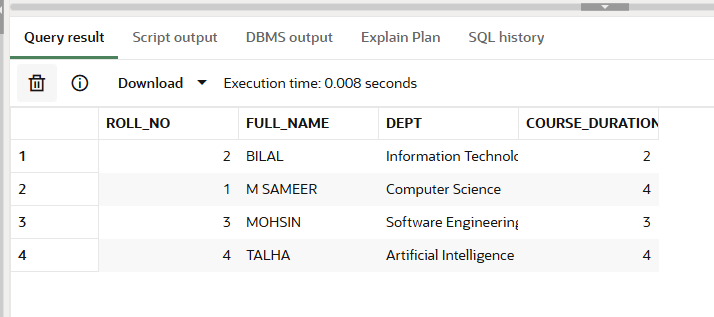 Query result Script output DBMS output Explain Plan SQL history
Download Execution time: 0.008 seconds
ROLL_NO FULL_NAME DEPT COURSE_DURATION
1 2 BILAL Information Technolo 2
2 1 M SAMEER Computer Science 4
3 3 MOHSIN Software Engineering 3
4 4 TALHA Artificial Intelligence 4